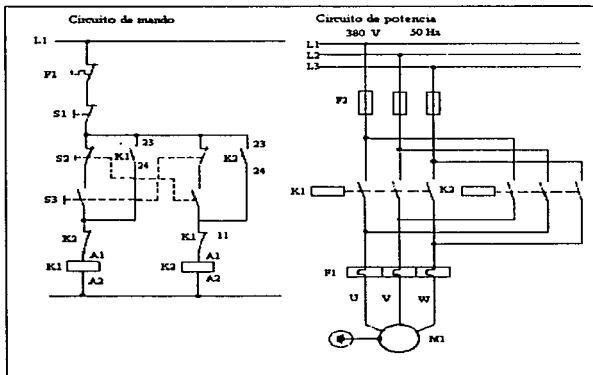 Circuito de mando
L1
F1
S1
S2
K1
23
24
K2
23
24
S3
K2
K1
11
K1
A1
A2
K2
A1
A2
Circuito de potencia
380 V 50 Hz
L1
L2
L3
F2
K1
K2
F1
U V W
M1